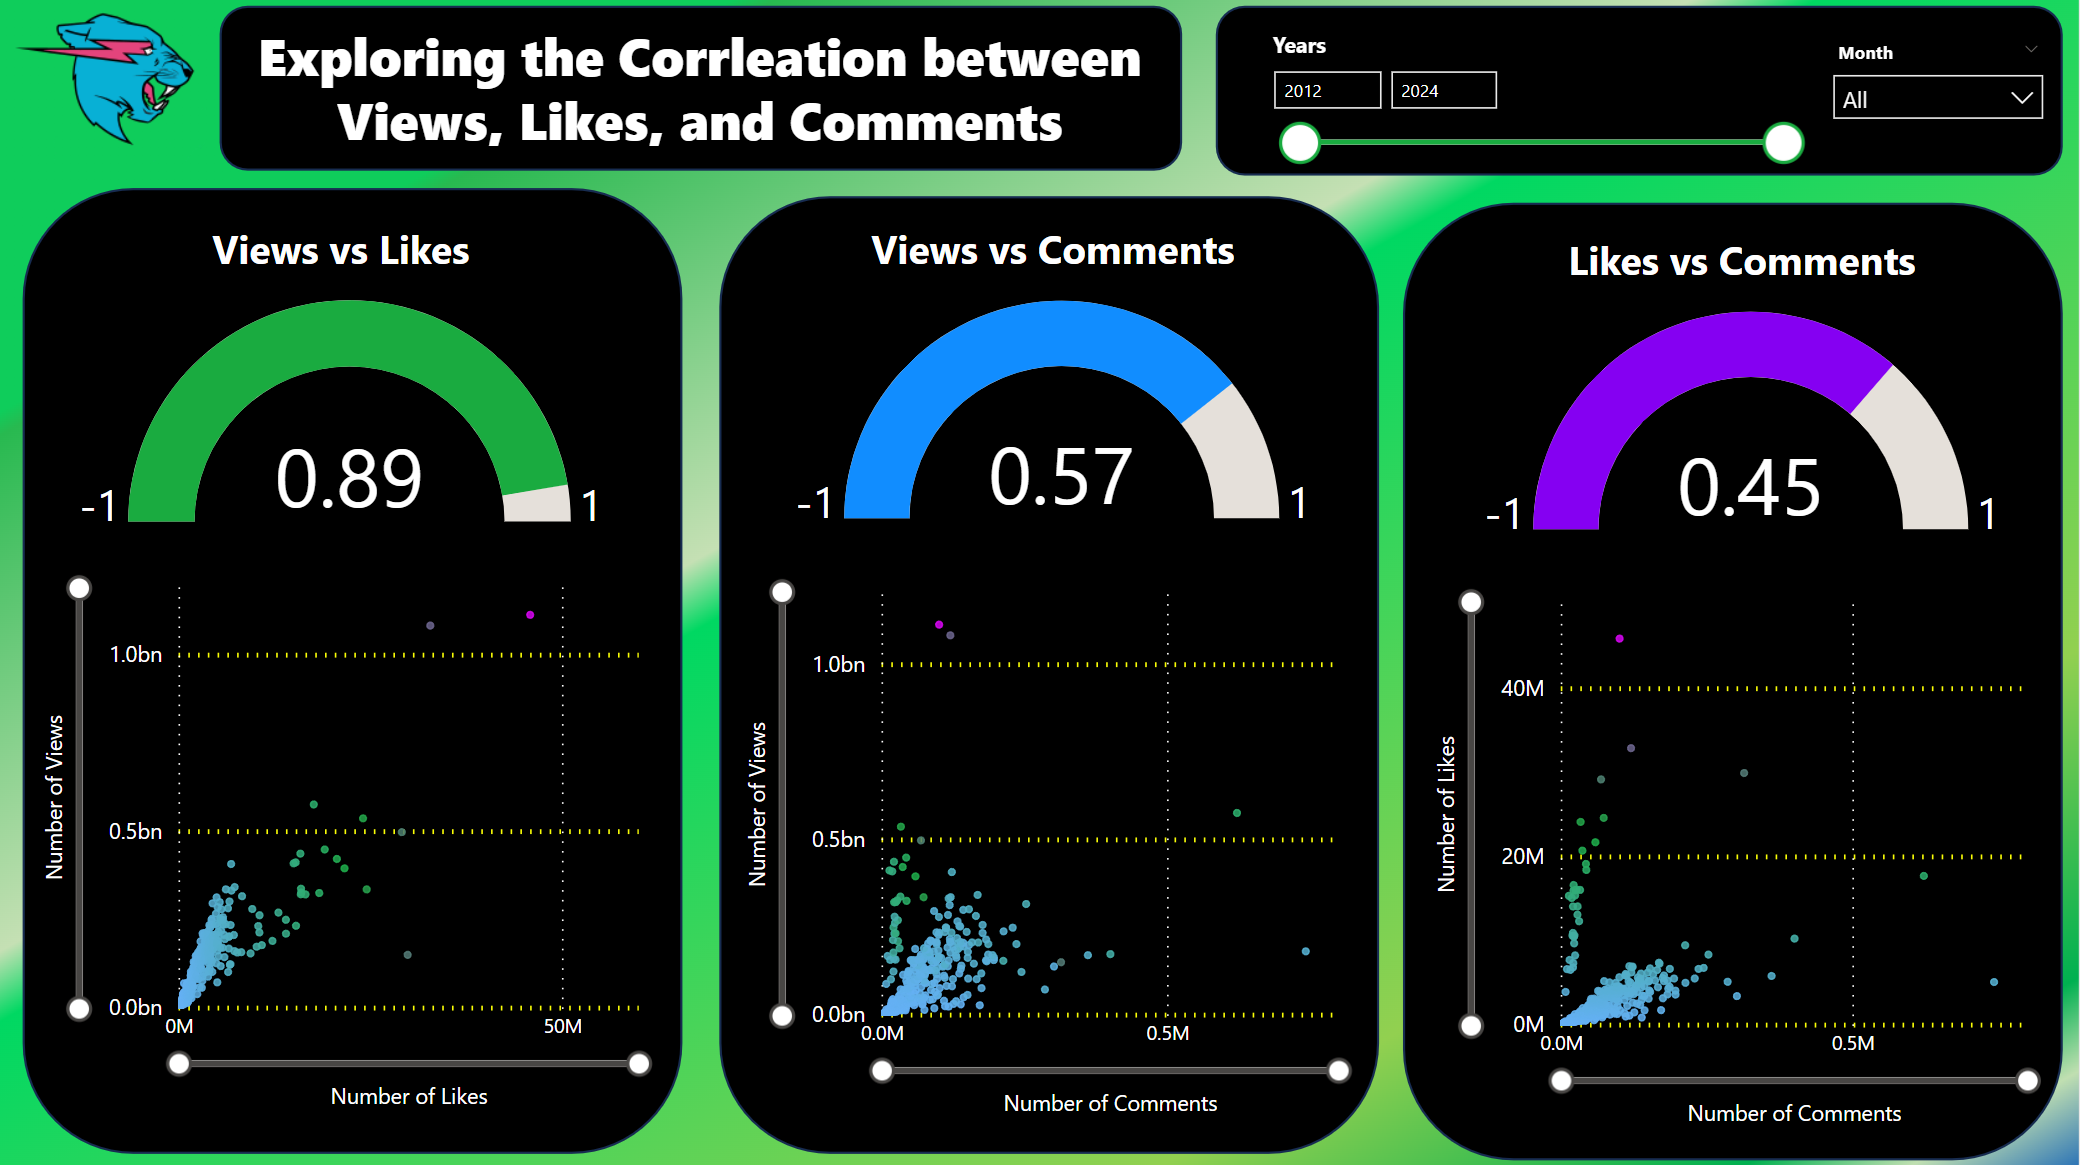 Exploring the Corrleation between
Views, Likes, and Comments
Years
2012
2024
Month
All
Views vs Likes
0.89
-1
1
1.0bn
0.5bn
0.0bn
0M
50M
Number of Views
Number of Likes
Views vs Comments
0.57
-1
1
1.0bn
0.5bn
0.0bn
0.0M
0.5M
Number of Views
Number of Comments
Likes vs Comments
0.45
-1
1
40M
20M
0M
0.0M
0.5M
Number of Likes
Number of Comments